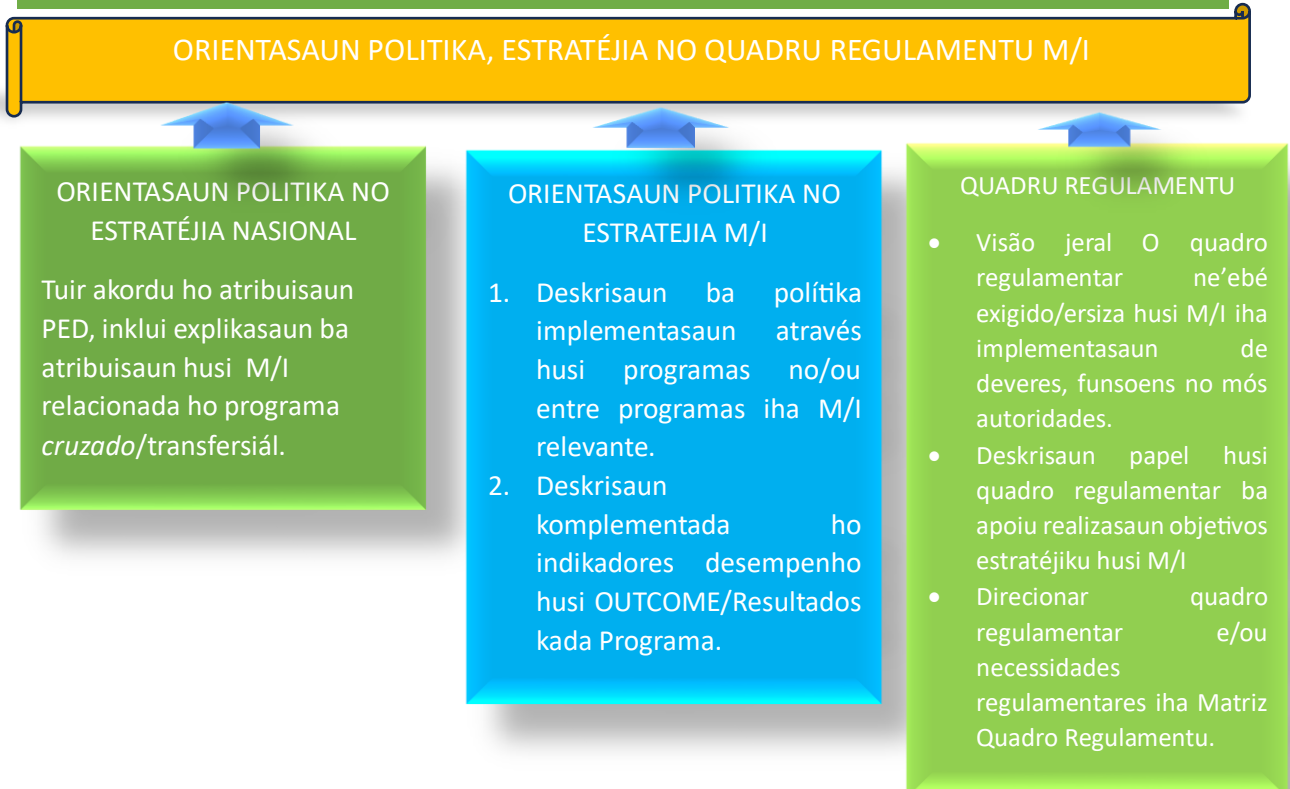 ORIENTASAUN POLITIKA, ESTRATÉJIA NO QUADRU REGULAMENTU M/I
ORIENTASAUN POLITIKA NO
ESTRATÉJIA NASIONAL
Tuir akordu ho atribuisaun
PED, inklui explikasaun ba
atribuisaun husi M/I
relacionada ho programa
cruzado/transfersiál.
ORIENTASAUN POLITIKA NO
ESTRATEJIA M/I
1. Deskrisaun ba polítika
implementasaun através
husi programas no/ou
entre programas iha M/I
relevante.
2. Deskrisaun
komplementada ho
indikadores desempenho
husi OUTCOME/Resultados
kada Programa.
QUADRU REGULAMENTU
• Visão jeral O quadro
regulamentar ne’ebé
exigido/ersiza husi M/I iha
implementasaun de
deveres, funsoens no mós
autoridades.
• Deskrisaun papel husi
quadro regulamentar ba
apoiu realizasaun objetivos
estratéjiku husi M/I
• Direcionar quadro
regulamentar e/ou
necessidades
regulamentares iha Matriz
Quadro Regulamentu.